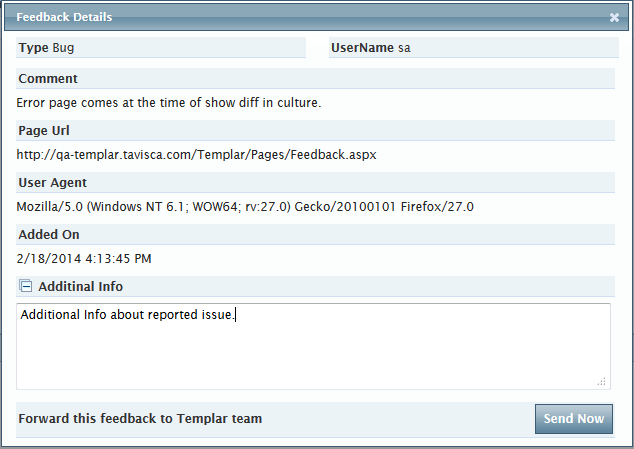 Feedback Details
Type Bug UserName sa
Comment
Error page comes at the time of show diff in culture.
Page Url
http://qa-templar.tavisca.com/Templar/Pages/Feedback.aspx
User Agent
Mozilla/5.0 (Windows NT 6.1; WOW64; rv:27.0) Gecko/20100101 Firefox/27.0
Added On
2/18/2014 4:13:45 PM
Additinal Info
Additional Info about reported issue.
Forward this feedback to Templar team Send Now